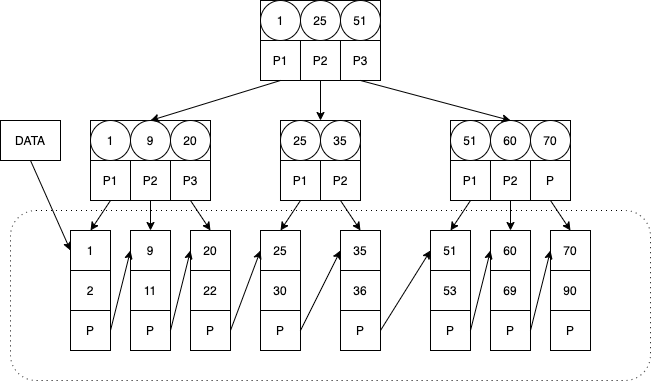 1 25 51
P1 P2 P3
DATA
1 9 20 25 35 51 60 70
P1 P2 P3 P1 P2 P1 P2 P
1 9 20 25 35 51 60 70
2 11 22 30 36 53 69 90
P P P P P P P P